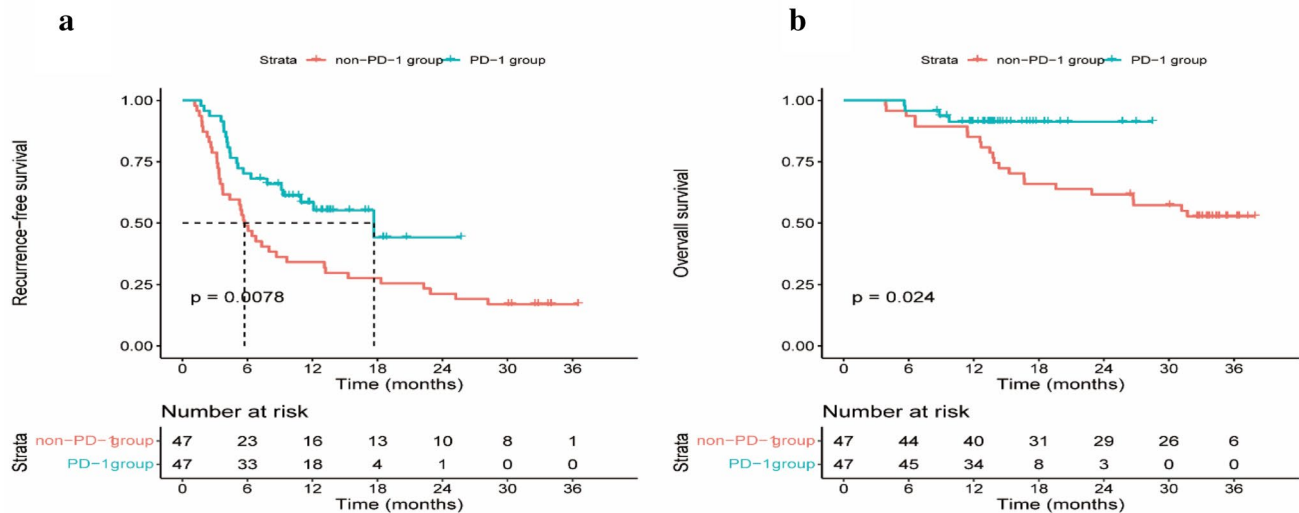 a
Strata non-PD-1 group PD-1 group
Recurrence-free survival
1.00
0.75
0.50
0.25
0.00
p = 0.0078
0 6 12 18 24 30 36
Time (months)
Number at risk
Strata
non-PD-1group 47 23 16 13 10 8 1
PD-1group 47 33 18 4 1 0 0
0 6 12 18 24 30 36
Time (months)
b
Strata non-PD-1 group PD-1 group
Overvall survival
1.00
0.75
0.50
0.25
0.00
p = 0.024
0 6 12 18 24 30 36
Time (months)
Number at risk
Strata
non-PD-1group 47 44 40 31 29 26 6
PD-1group 47 45 34 8 3 0 0
0 6 12 18 24 30 36
Time (months)